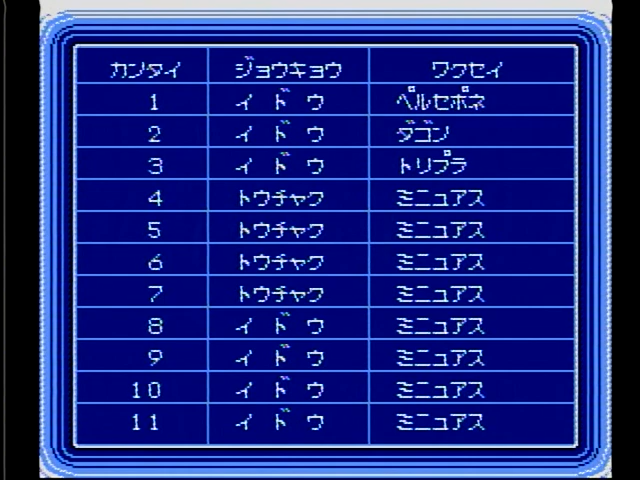 カンタイ ジョウキョウ ワクセイ
1 イドウ ペルセポネ
2 イドウ ダゴン
3 イドウ トリプラ
4 トウチャク ミニュアス
5 トウチャク ミニュアス
6 トウチャク ミニュアス
7 トウチャク ミニュアス
8 イドウ ミニュアス
9 イドウ ミニュアス
10 イドウ ミニュアス
11 イドウ ミニュアス